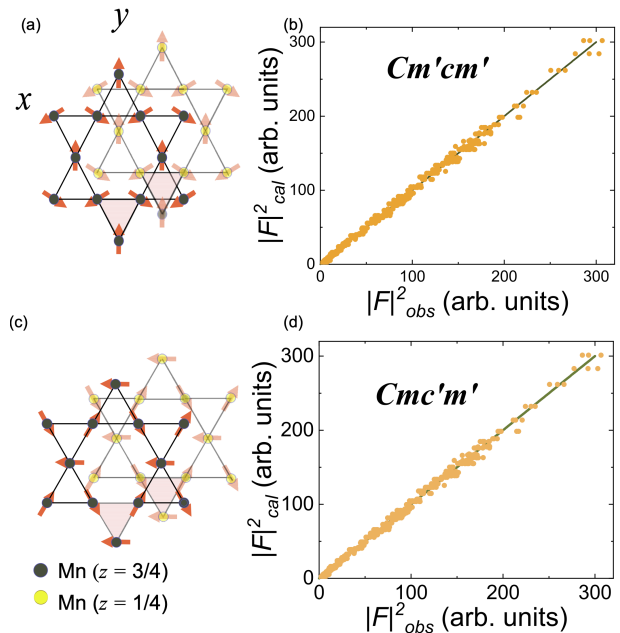 (a)
y
x
(b)
Cm'cm'
|F|²cal (arb. units)
300
200
100
0
0 100 200 300
|F|²obs (arb. units)
(c)
Mn (z = 3/4)
Mn (z = 1/4)
(d)
Cmc'm'
|F|²cal (arb. units)
300
200
100
0
0 100 200 300
|F|²obs (arb. units)